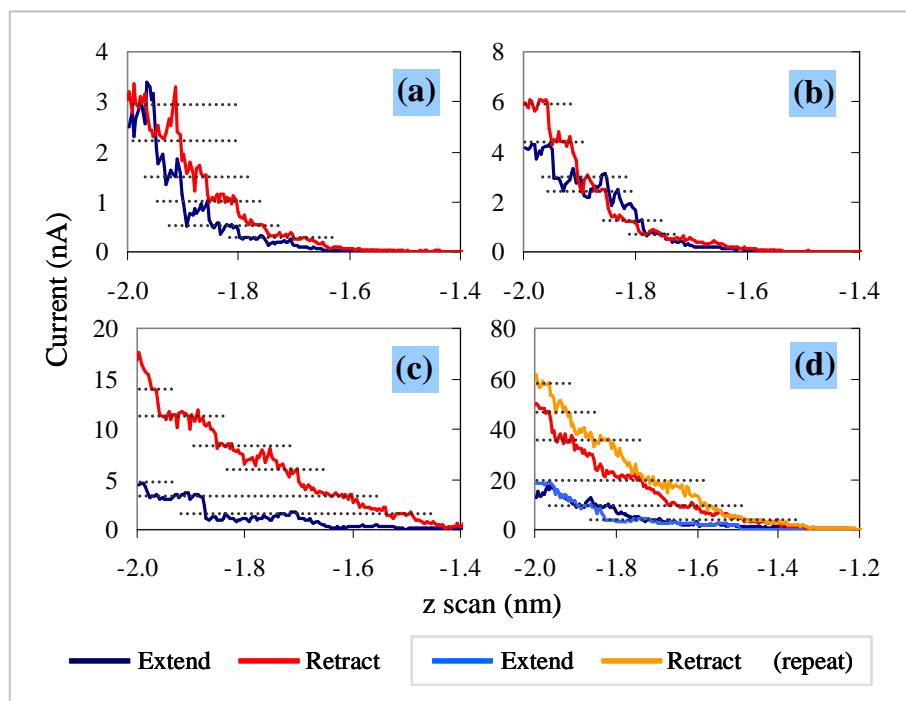 4
3
2
1
0
(a)
-2.0 -1.8 -1.6 -1.4
8
6
4
2
0
(b)
-2.0 -1.8 -1.6 -1.4
Current (nA)
20
15
10
5
0
(c)
-2.0 -1.8 -1.6 -1.4
80
60
40
20
0
(d)
-2.0 -1.8 -1.6 -1.4 -1.2
z scan (nm)
Extend Retract Extend Retract (repeat)